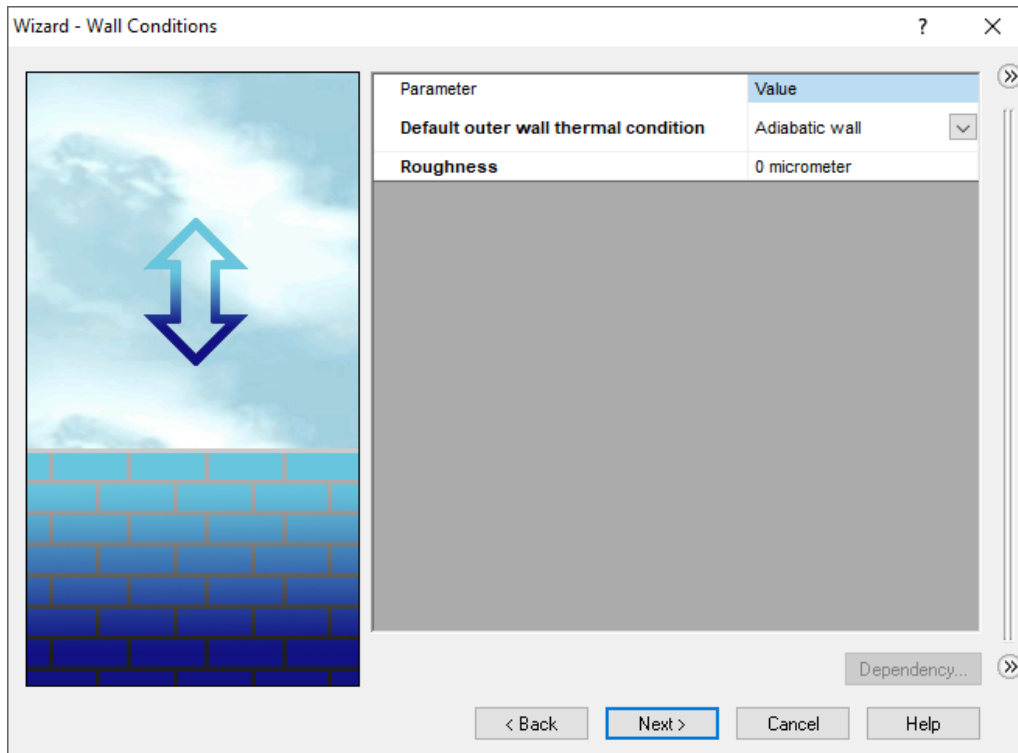 Wizard - Wall Conditions ?
Parameter Value
Default outer wall thermal condition Adiabatic wall
Roughness 0 micrometer
Dependency...
< Back Next > Cancel Help